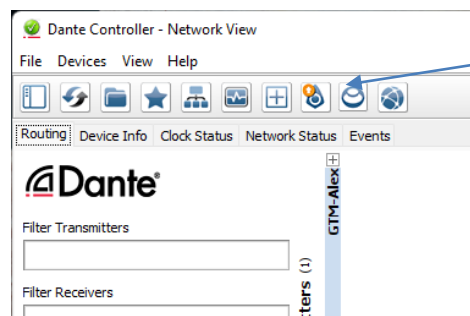 Dante Controller - Network View
File Devices View Help
Routing Device Info Clock Status Network Status Events
Dante®
Filter Transmitters
Filter Receivers
GTM-Alex
(1)